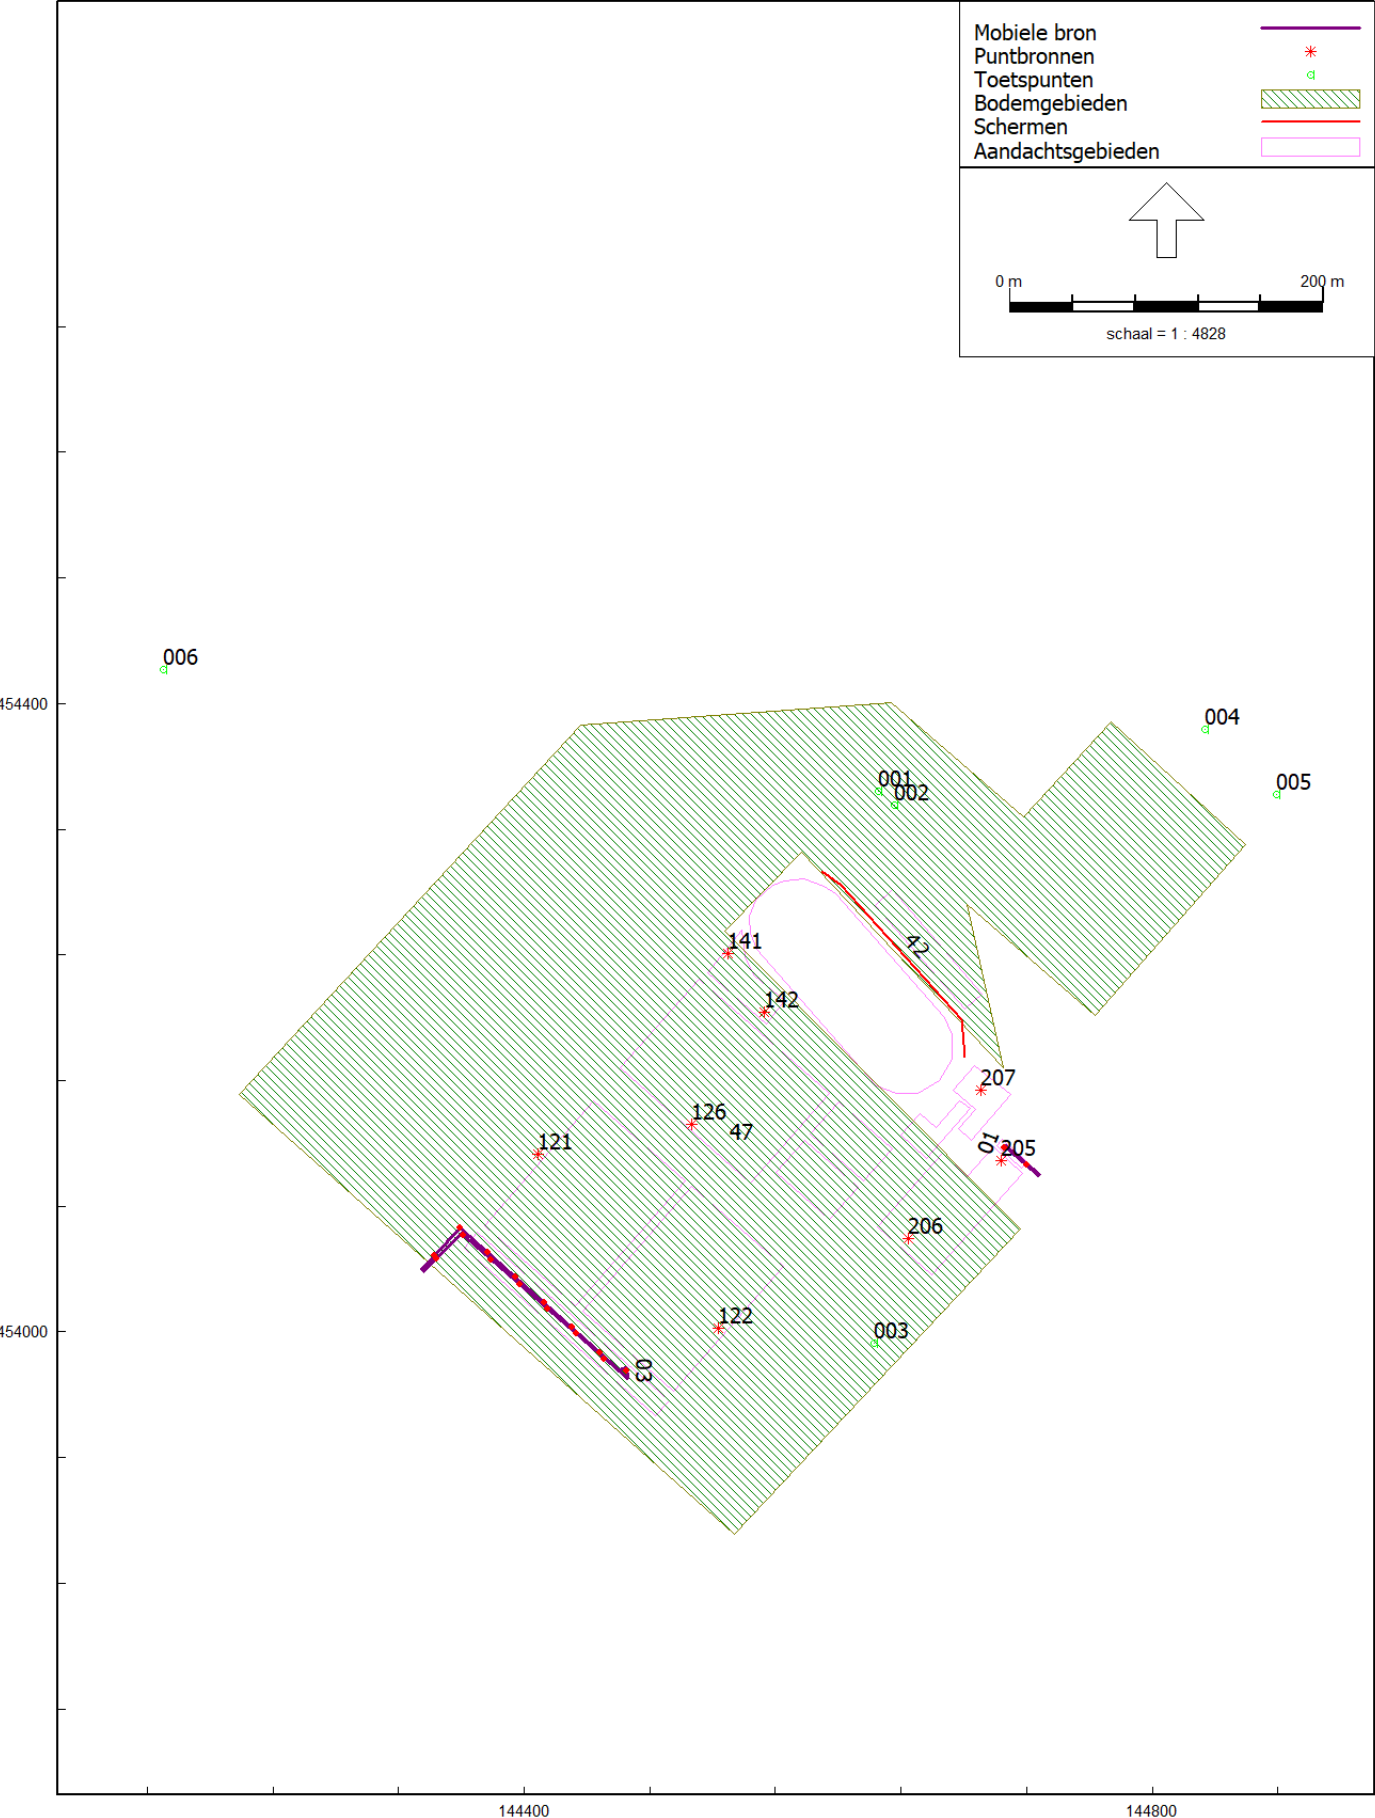 Mobiele bron
Puntbronnen
Toetspunten
Bodemgebieden
Schermen
Aandachtsgebieden
0 m 200 m
schaal = 1 : 4828
006
454400
004
001
002
005
42
141
142
207
126
47
121
01
205
206
122
003
454000
03
144400 144800